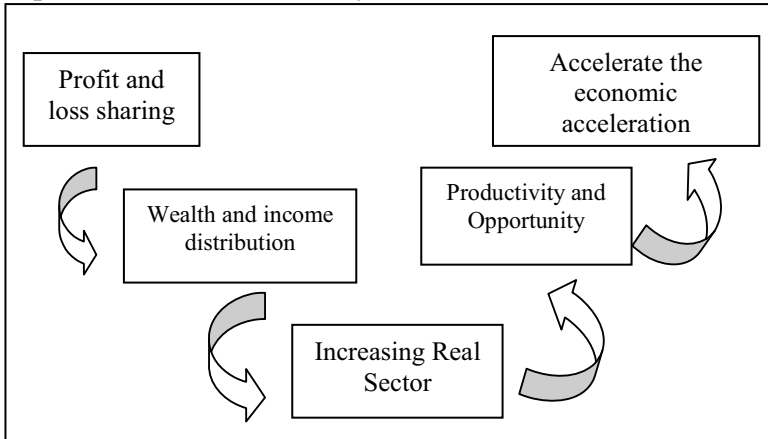 Profit and
loss sharing
Wealth and income
distribution
Increasing Real
Sector
Productivity and
Opportunity
Accelerate the
economic
acceleration